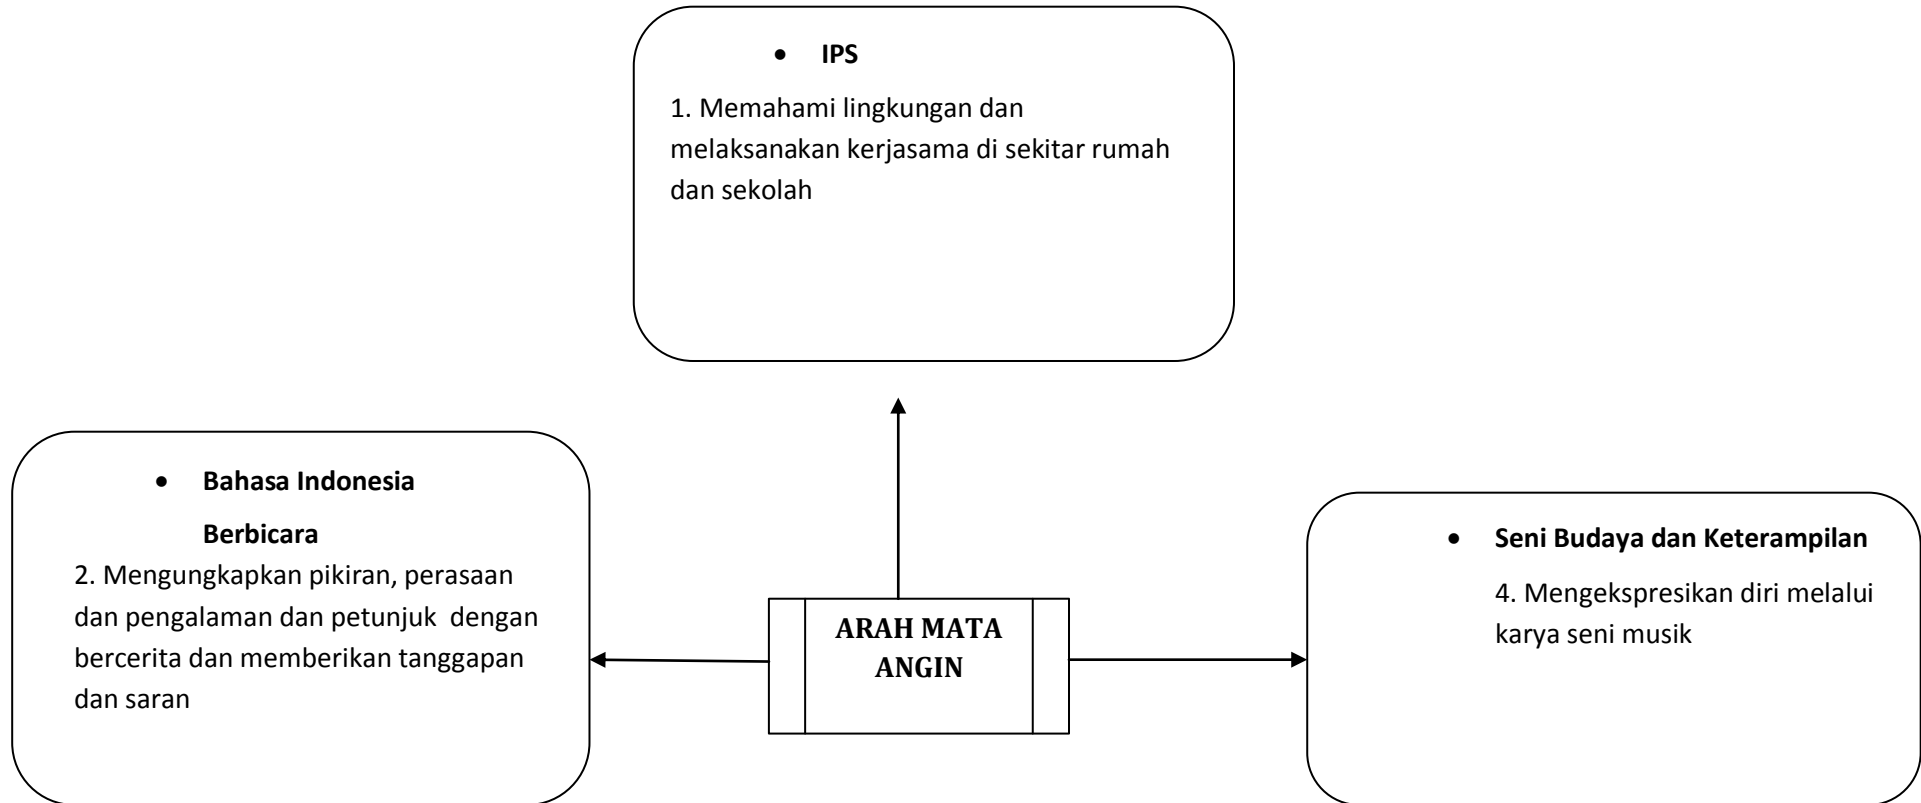 • IPS
1. Memahami lingkungan dan
melaksanakan kerjasama di sekitar rumah
dan sekolah
• Bahasa Indonesia
Berbicara
2. Mengungkapkan pikiran, perasaan
dan pengalaman dan petunjuk  dengan
bercerita dan memberikan tanggapan
dan saran
ARAH MATA
ANGIN
• Seni Budaya dan Keterampilan
4. Mengekspresikan diri melalui
karya seni musik